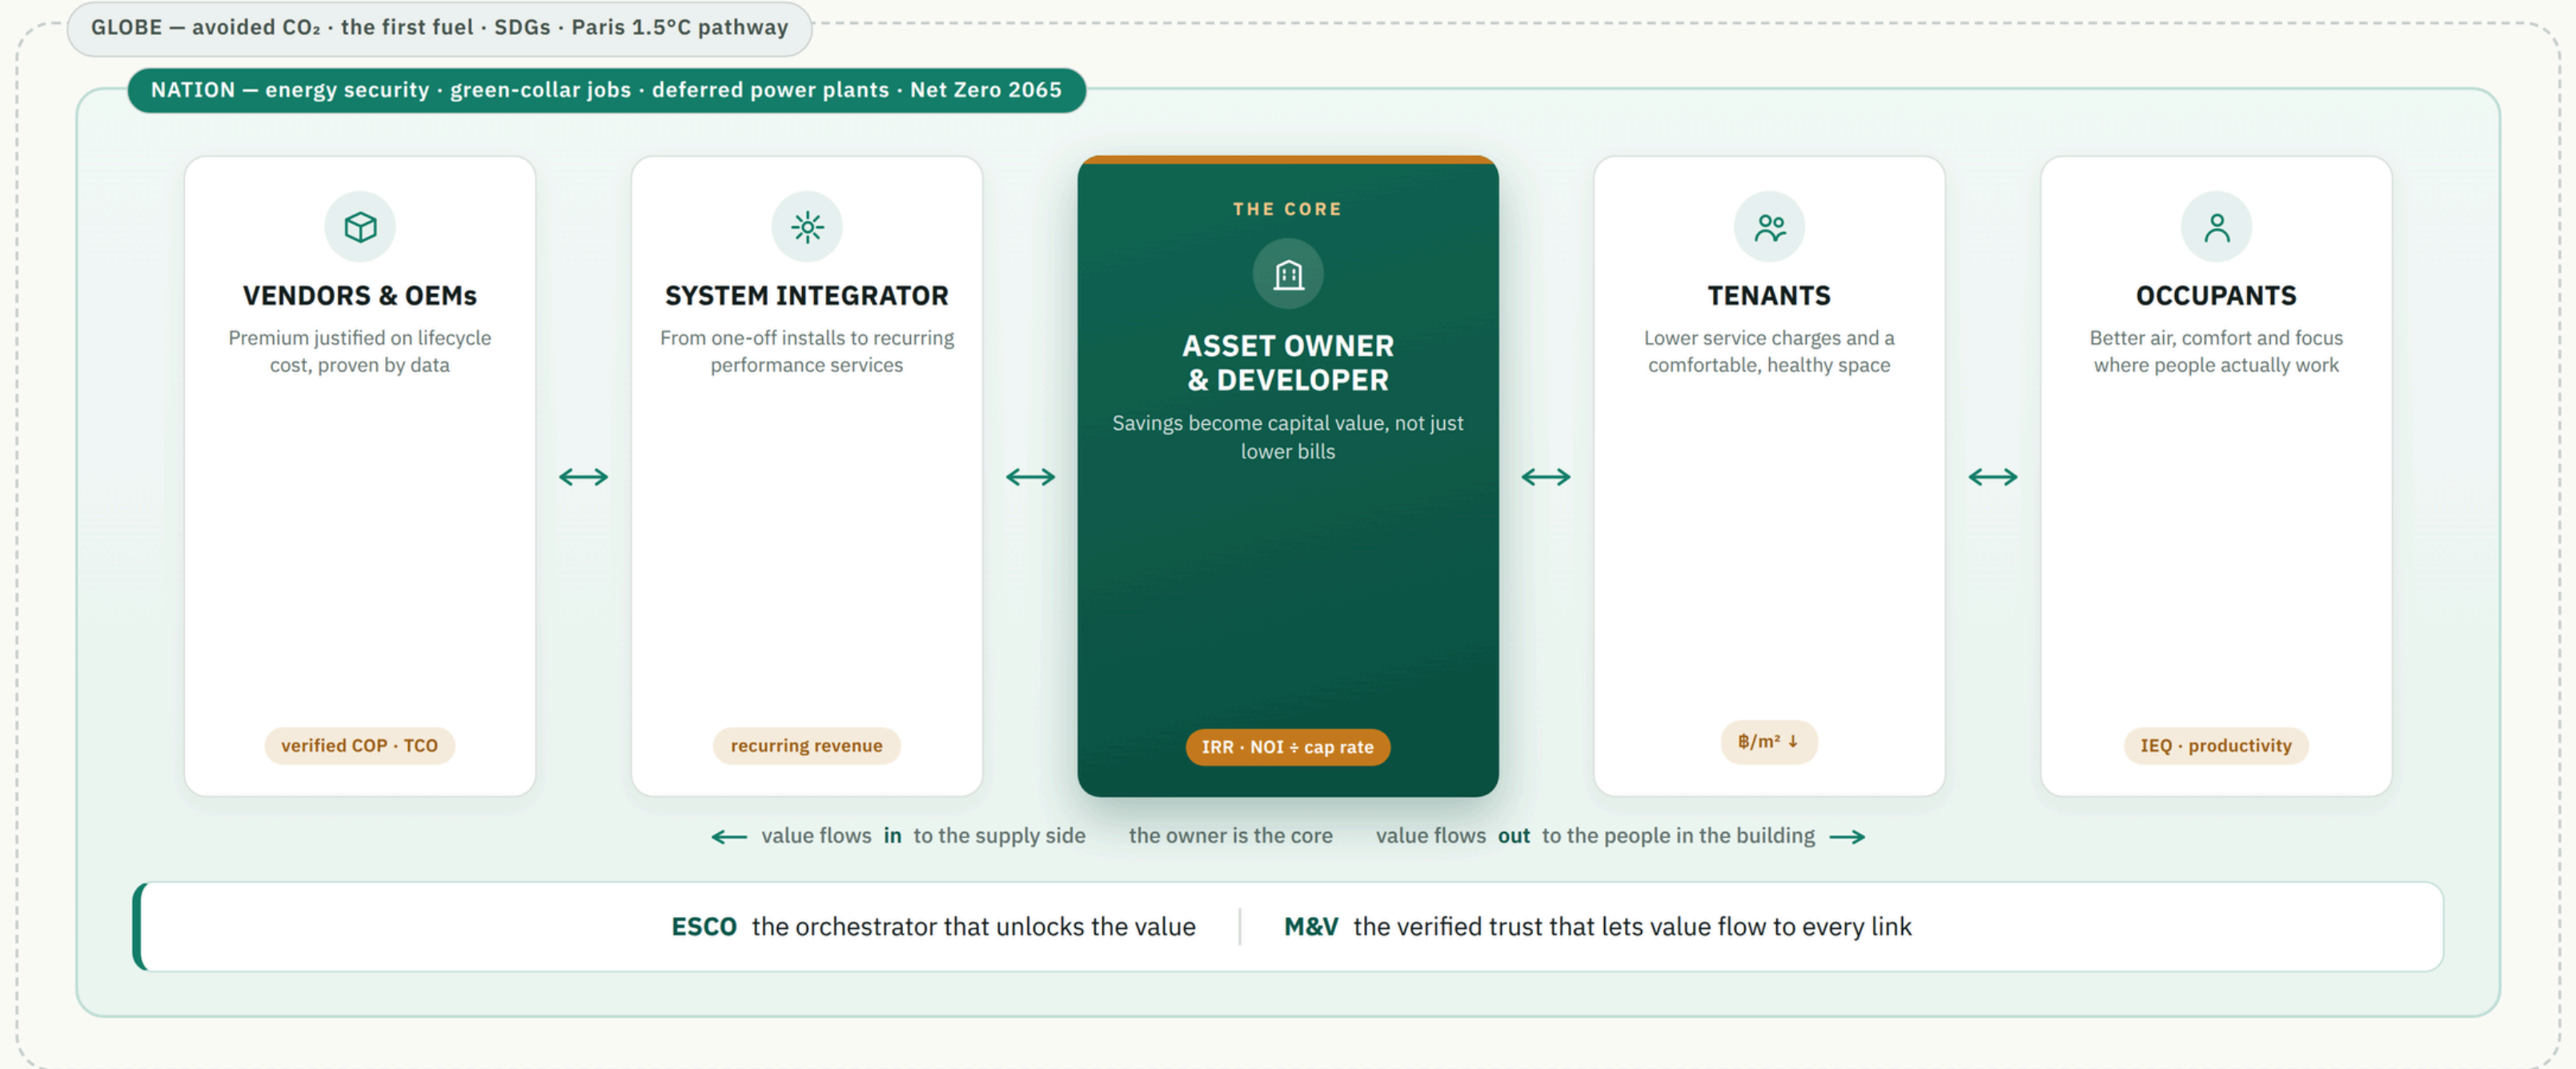 GLOBE — avoided CO₂ · the first fuel · SDGs · Paris 1.5°C pathway
NATION — energy security · green-collar jobs · deferred power plants · Net Zero 2065
VENDORS & OEMs
Premium justified on lifecycle
cost, proven by data
verified COP · TCO
SYSTEM INTEGRATOR
From one-off installs to recurring
performance services
recurring revenue
THE CORE
ASSET OWNER
& DEVELOPER
Savings become capital value, not just
lower bills
IRR · NOI ÷ cap rate
TENANTS
Lower service charges and a
comfortable, healthy space
฿/m² ↓
OCCUPANTS
Better air, comfort and focus
where people actually work
IEQ · productivity
← value flows in to the supply side the owner is the core value flows out to the people in the building →
ESCO the orchestrator that unlocks the value M&V the verified trust that lets value flow to every link